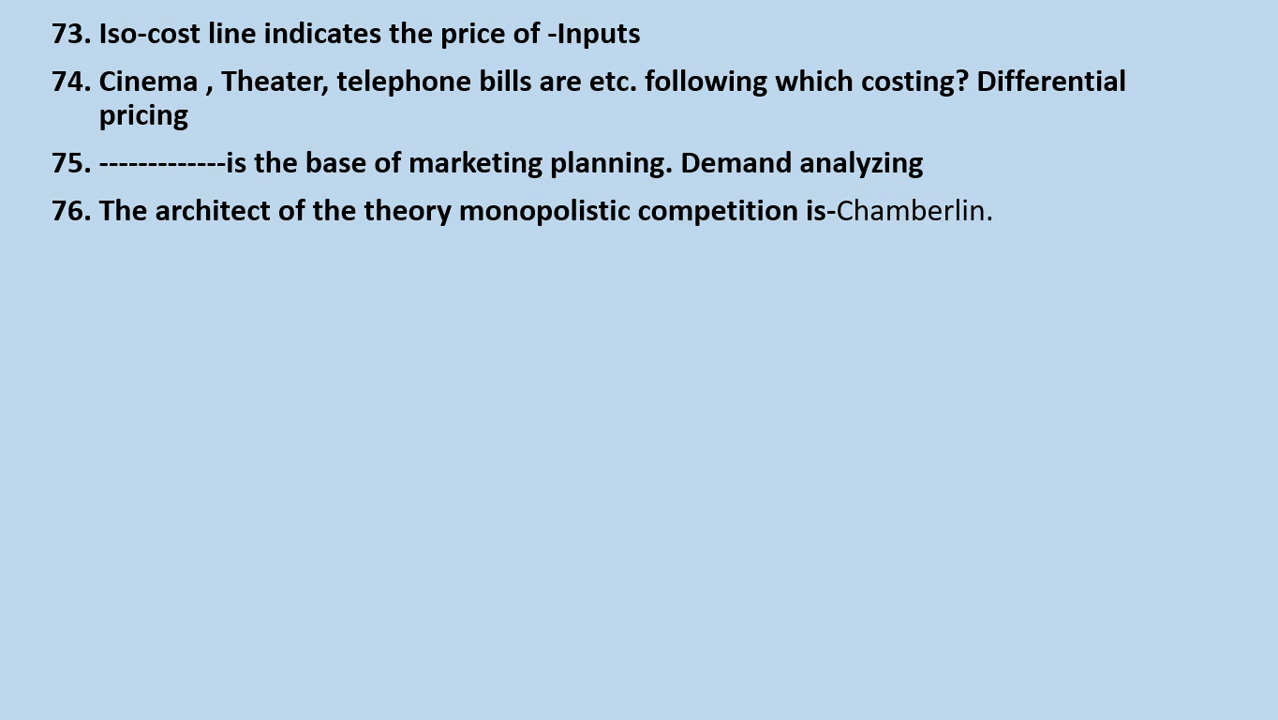 73. Iso-cost line indicates the price of -Inputs
74. Cinema , Theater, telephone bills are etc. following which costing? Differential
pricing
75. -------------is the base of marketing planning. Demand analyzing
76. The architect of the theory monopolistic competition is-Chamberlin.